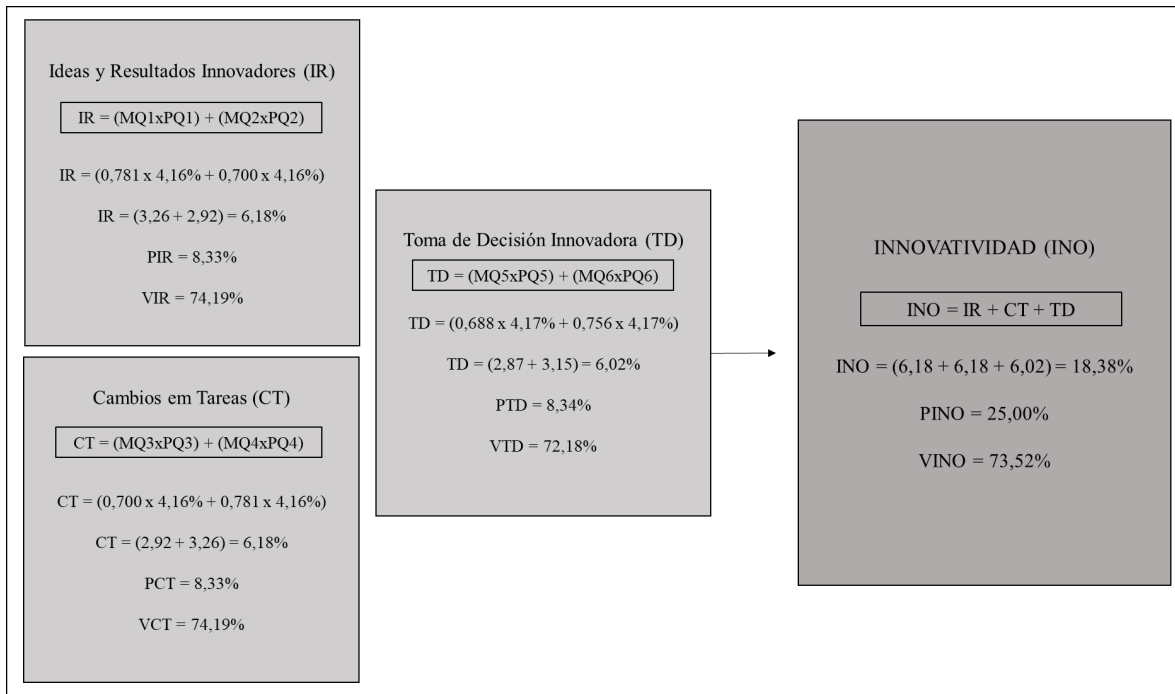 Ideas y Resultados Innovadores (IR)
IR = (MQ1xPQ1) + (MQ2xPQ2)
IR = (0,781 x 4,16% + 0,700 x 4,16%)
IR = (3,26 + 2,92) = 6,18%
PIR = 8,33%
VIR = 74,19%
Cambios em Tareas (CT)
CT = (MQ3xPQ3) + (MQ4xPQ4)
CT = (0,700 x 4,16% + 0,781 x 4,16%)
CT = (2,92 + 3,26) = 6,18%
PCT = 8,33%
VCT = 74,19%
Toma de Decisión Innovadora (TD)
TD = (MQ5xPQ5) + (MQ6xPQ6)
TD = (0,688 x 4,17% + 0,756 x 4,17%)
TD = (2,87 + 3,15) = 6,02%
PTD = 8,34%
VTD = 72,18%
INNOVATIVIDAD (INO)
INO = IR + CT + TD
INO = (6,18 + 6,18 + 6,02) = 18,38%
PINO = 25,00%
VINO = 73,52%